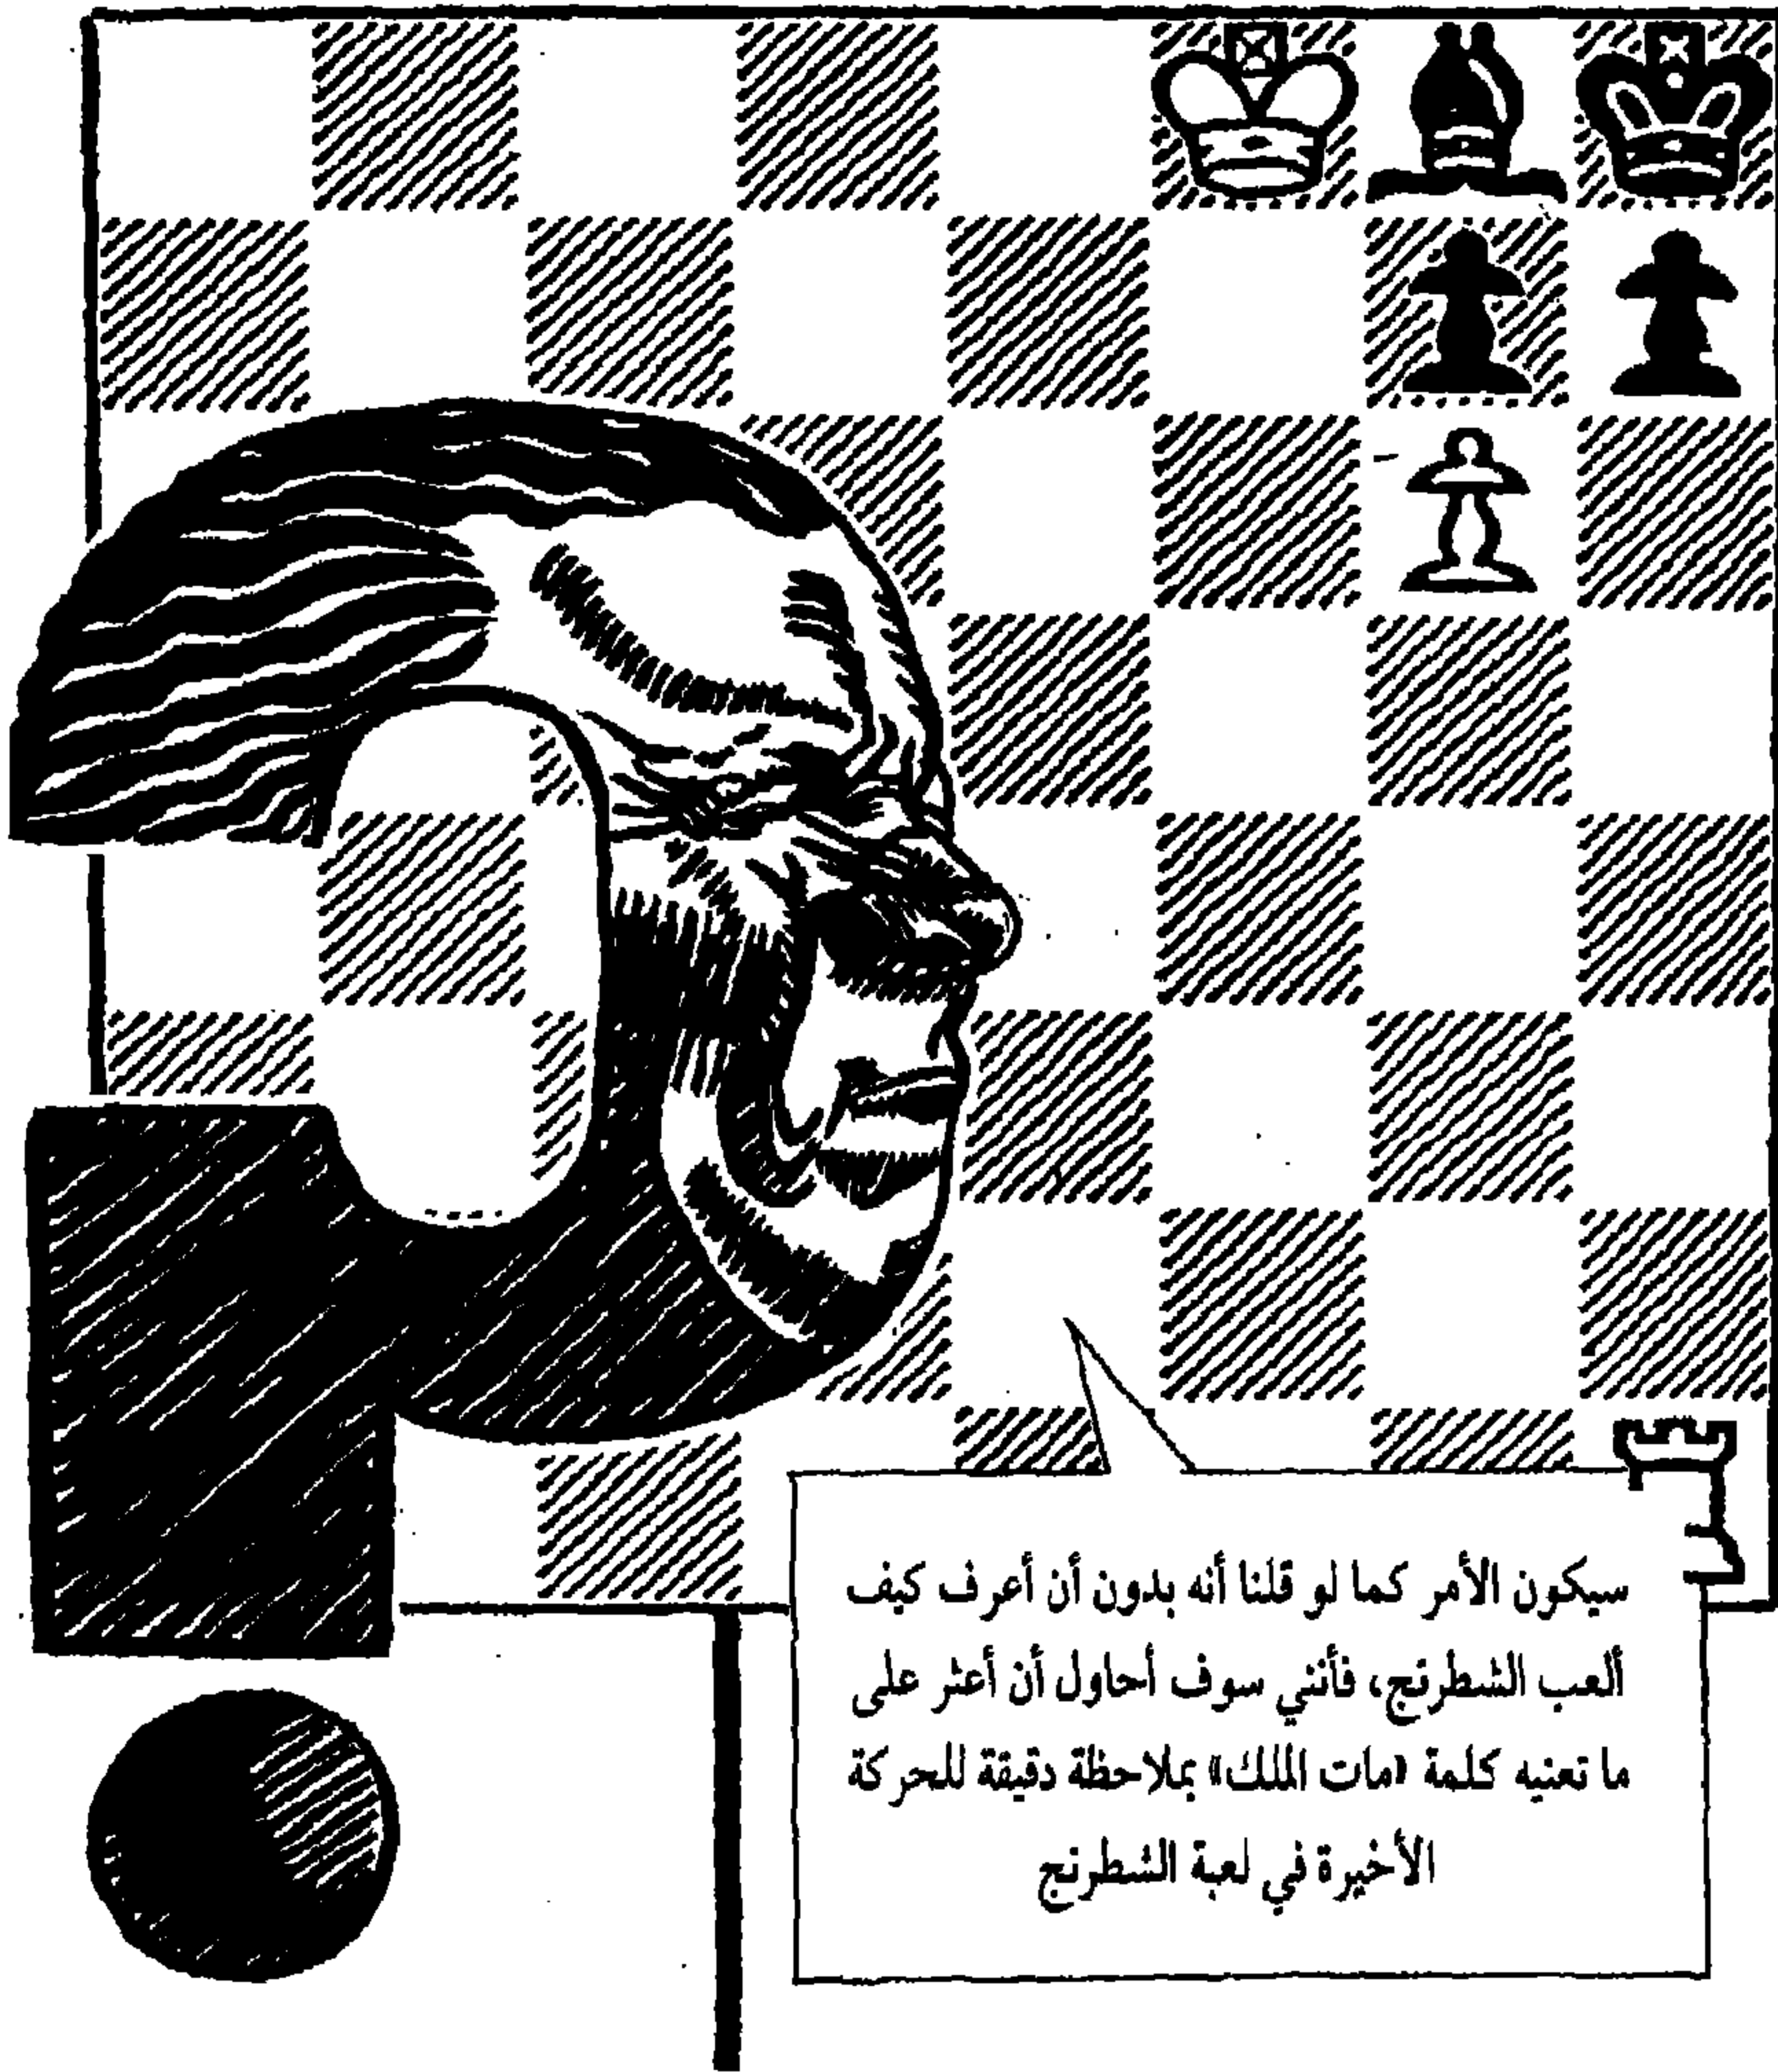 سيكون الأمر كما لو قلنا أنه بدون أن أعرف كيف
ألعب الشطرنج، فأنني سوف أحاول أن أعثر على
ما تعنيه كلمة «مات الملك» بملاحظة دقيقة للحركة
الأخيرة في لعبة الشطرنج